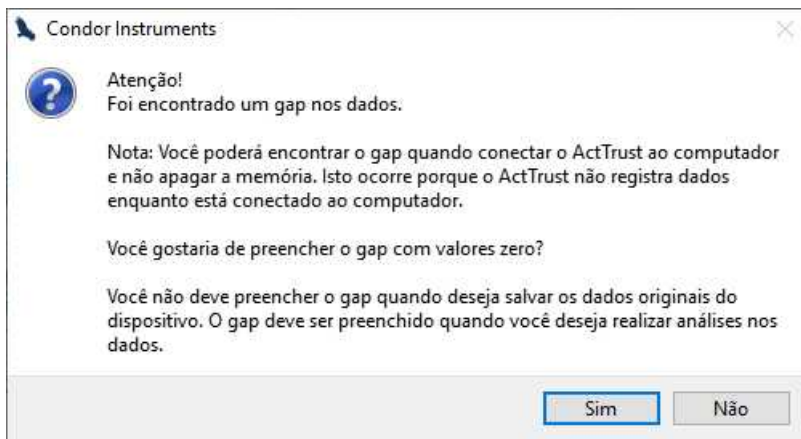 Condor Instruments
Atenção!
Foi encontrado um gap nos dados.
Nota: Você poderá encontrar o gap quando conectar o ActTrust ao computador
e não apagar a memória. Isto ocorre porque o ActTrust não registra dados
enquanto está conectado ao computador.
Você gostaria de preencher o gap com valores zero?
Você não deve preencher o gap quando deseja salvar os dados originais do
dispositivo. O gap deve ser preenchido quando você deseja realizar análises nos
dados.
Sim
Não